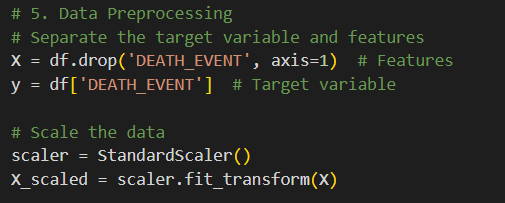 # 5. Data Preprocessing
# Separate the target variable and features
X = df.drop('DEATH_EVENT', axis=1)  # Features
y = df['DEATH_EVENT']  # Target variable

# Scale the data
scaler = StandardScaler()
X_scaled = scaler.fit_transform(X)